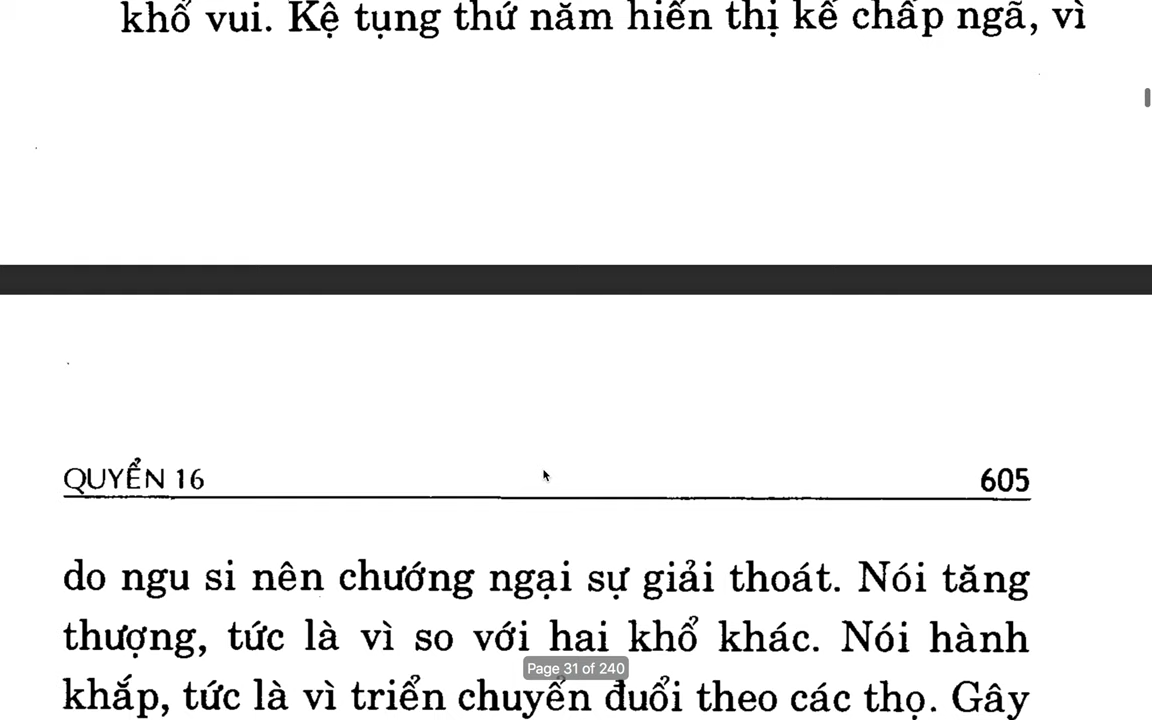 khổ vui. Kệ tụng thứ năm hiển thị kế chấp ngã, vì
QUYỂN 16 605
do ngu si nên chướng ngại sự giải thoát. Nói tăng
thượng, tức là vì so với hai khổ khác. Nói hành
Page 31 of 240
khắp, tức là vì triển chuyển đuổi theo các thọ. Gây